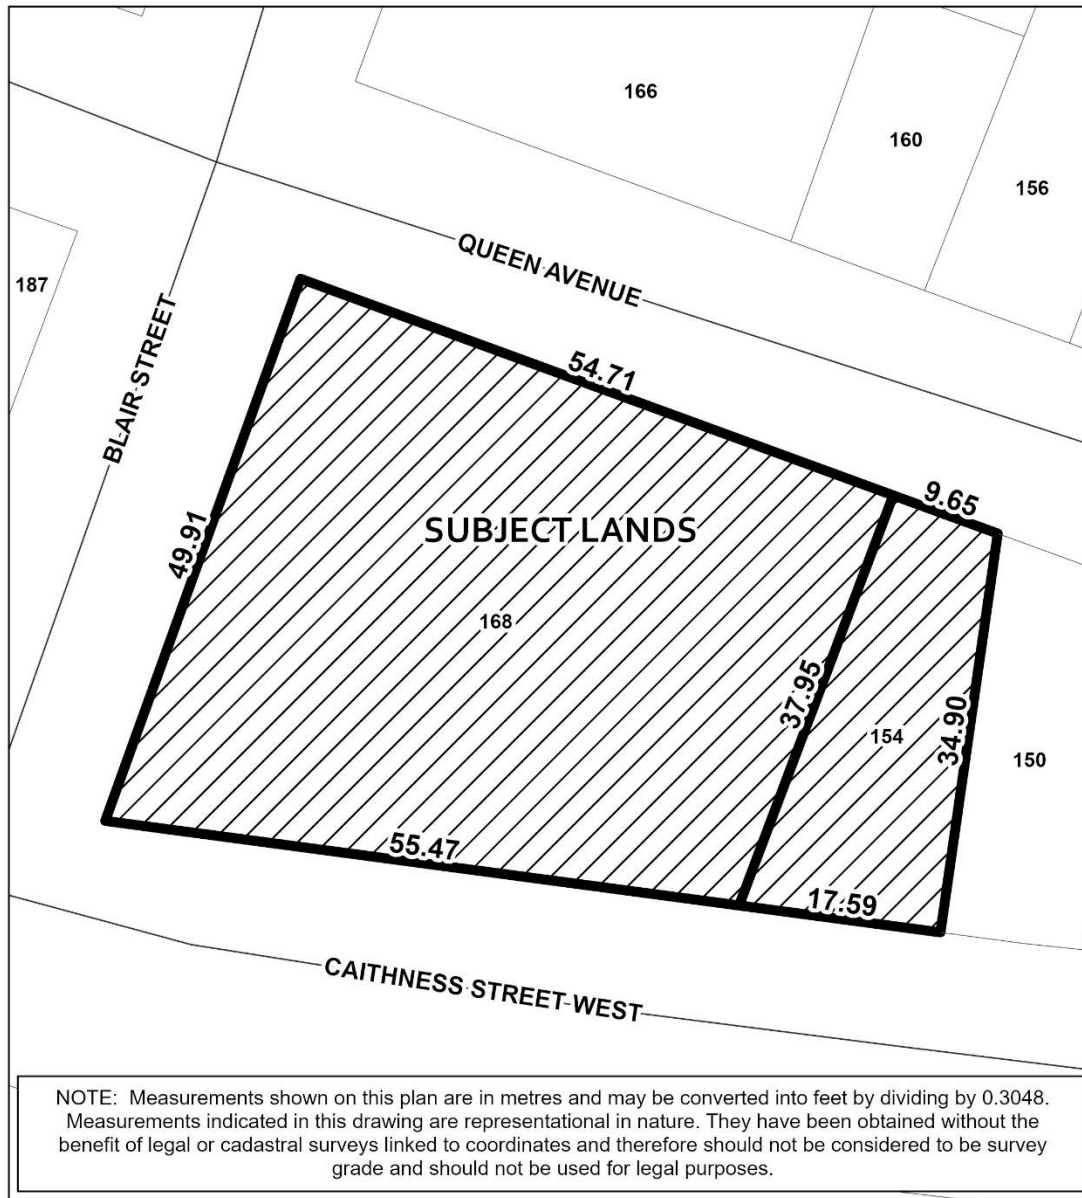 166
160
156
187
QUEEN AVENUE
BLAIR STREET
54.71
9.65
49.91
SUBJECT LANDS
168
37.95
154
34.90
150
55.47
17.59
CAITHNESS STREET WEST
NOTE: Measurements shown on this plan are in metres and may be converted into feet by dividing by 0.3048.
Measurements indicated in this drawing are representational in nature. They have been obtained without the
benefit of legal or cadastral surveys linked to coordinates and therefore should not be considered to be survey
grade and should not be used for legal purposes.